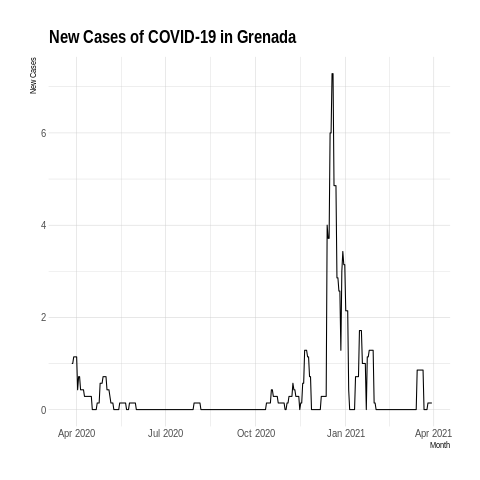 New Cases of COVID-19 in Grenada
New Cases
6
4
2
0
Apr 2020 Jul 2020 Oct 2020 Jan 2021 Apr 2021
Month